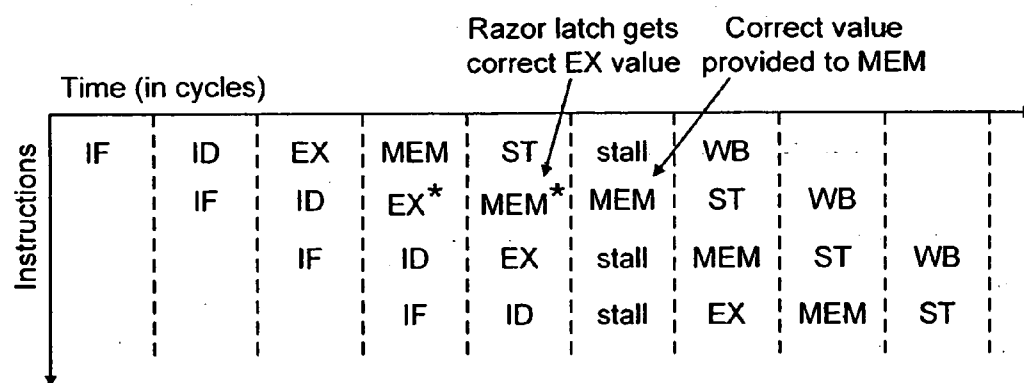 Razor latch gets correct EX value
Correct value provided to MEM
Time (in cycles)
Instructions
IF ID EX MEM ST stall WB
IF ID EX* MEM* MEM ST WB
IF ID EX stall MEM ST WB
IF ID stall EX MEM ST